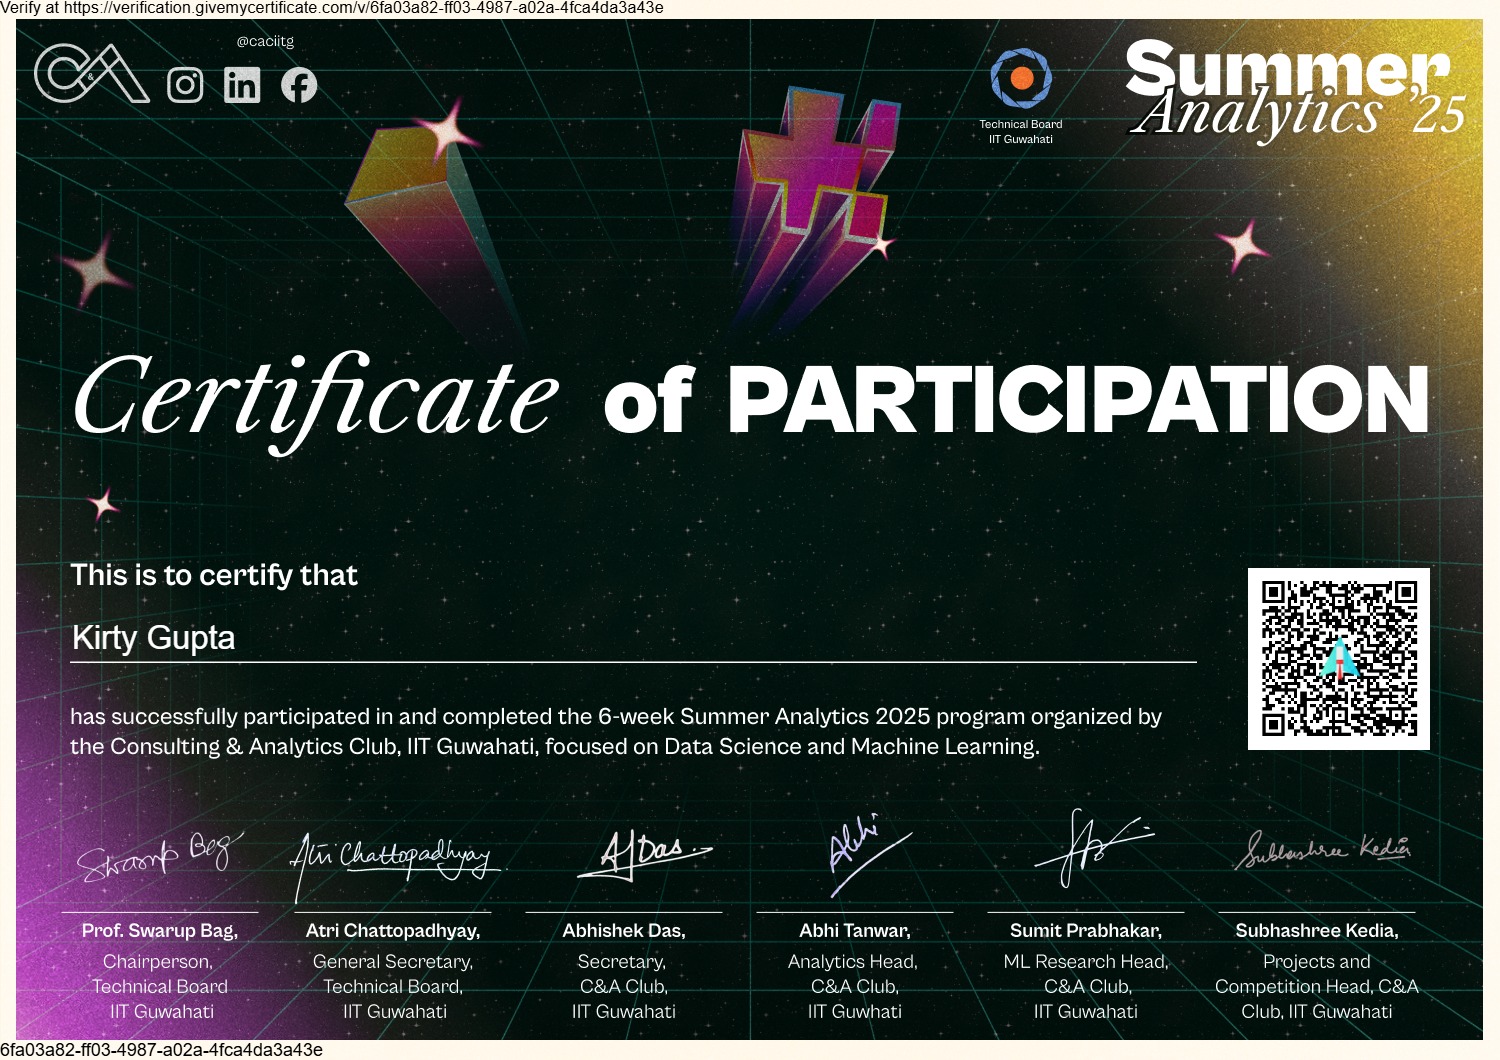 Verify at https://verification.givemycertificate.com/v/6fa03a82-ff03-4987-a02a-4fca4da3a43e
@caciitg
C&A
Technical Board
IIT Guwahati
Summer
Analytics '25
Certificate of PARTICIPATION
This is to certify that
Kirty Gupta
has successfully participated in and completed the 6-week Summer Analytics 2025 program organized by
the Consulting & Analytics Club, IIT Guwahati, focused on Data Science and Machine Learning.
Swarup Bag
Atri Chattopadhyay
AJDas
Abhi
Subhashree Kedia
Prof. Swarup Bag,
Chairperson,
Technical Board
IIT Guwahati
Atri Chattopadhyay,
General Secretary,
Technical Board,
IIT Guwahati
Abhishek Das,
Secretary,
C&A Club,
IIT Guwahati
Abhi Tanwar,
Analytics Head,
C&A Club,
IIT Guwhati
Sumit Prabhakar,
ML Research Head,
C&A Club,
IIT Guwahati
Subhashree Kedia,
Projects and
Competition Head, C&A
Club, IIT Guwahati
6fa03a82-ff03-4987-a02a-4fca4da3a43e